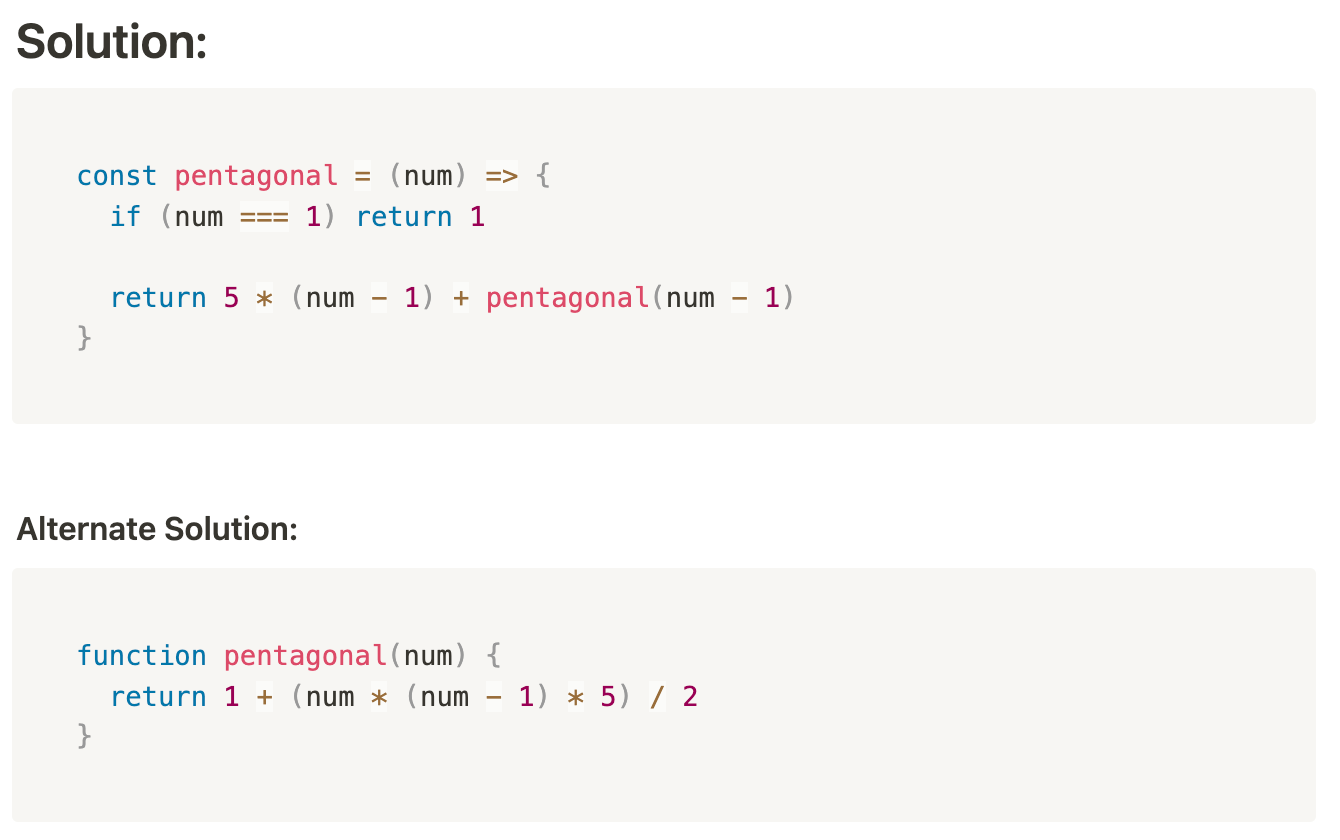 Solution:
const pentagonal = (num) => {
  if (num === 1) return 1
  return 5 * (num - 1) + pentagonal(num - 1)
}
Alternate Solution:
function pentagonal(num) {
  return 1 + (num * (num - 1) * 5) / 2
}